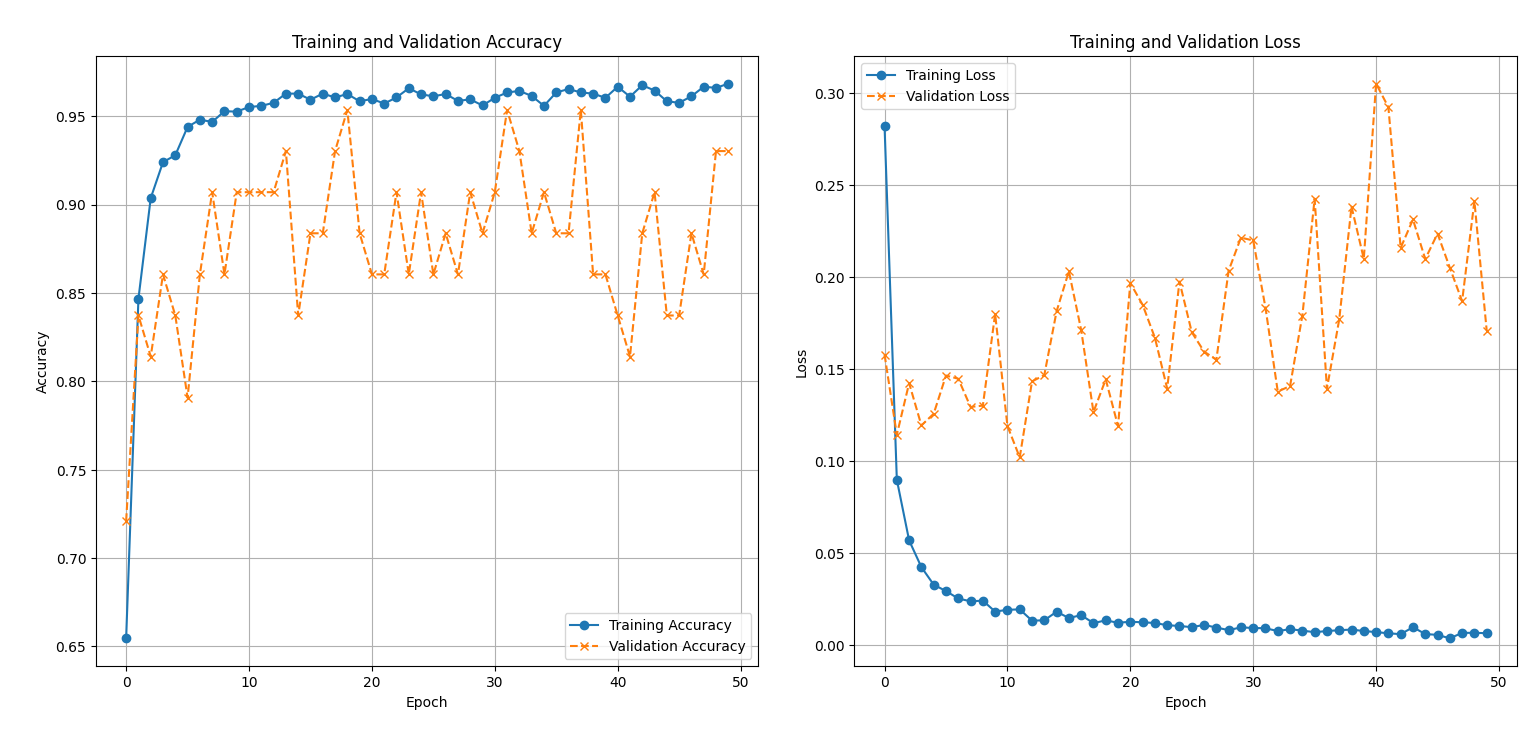 Training and Validation Accuracy
0.95
0.90
0.85
0.80
0.75
0.70
0.65
Accuracy
0
10
20
30
40
50
Epoch
Training Accuracy
Validation Accuracy
Training and Validation Loss
Training Loss
Validation Loss
0.30
0.25
0.20
0.15
0.10
0.05
0.00
Loss
0
10
20
30
40
50
Epoch